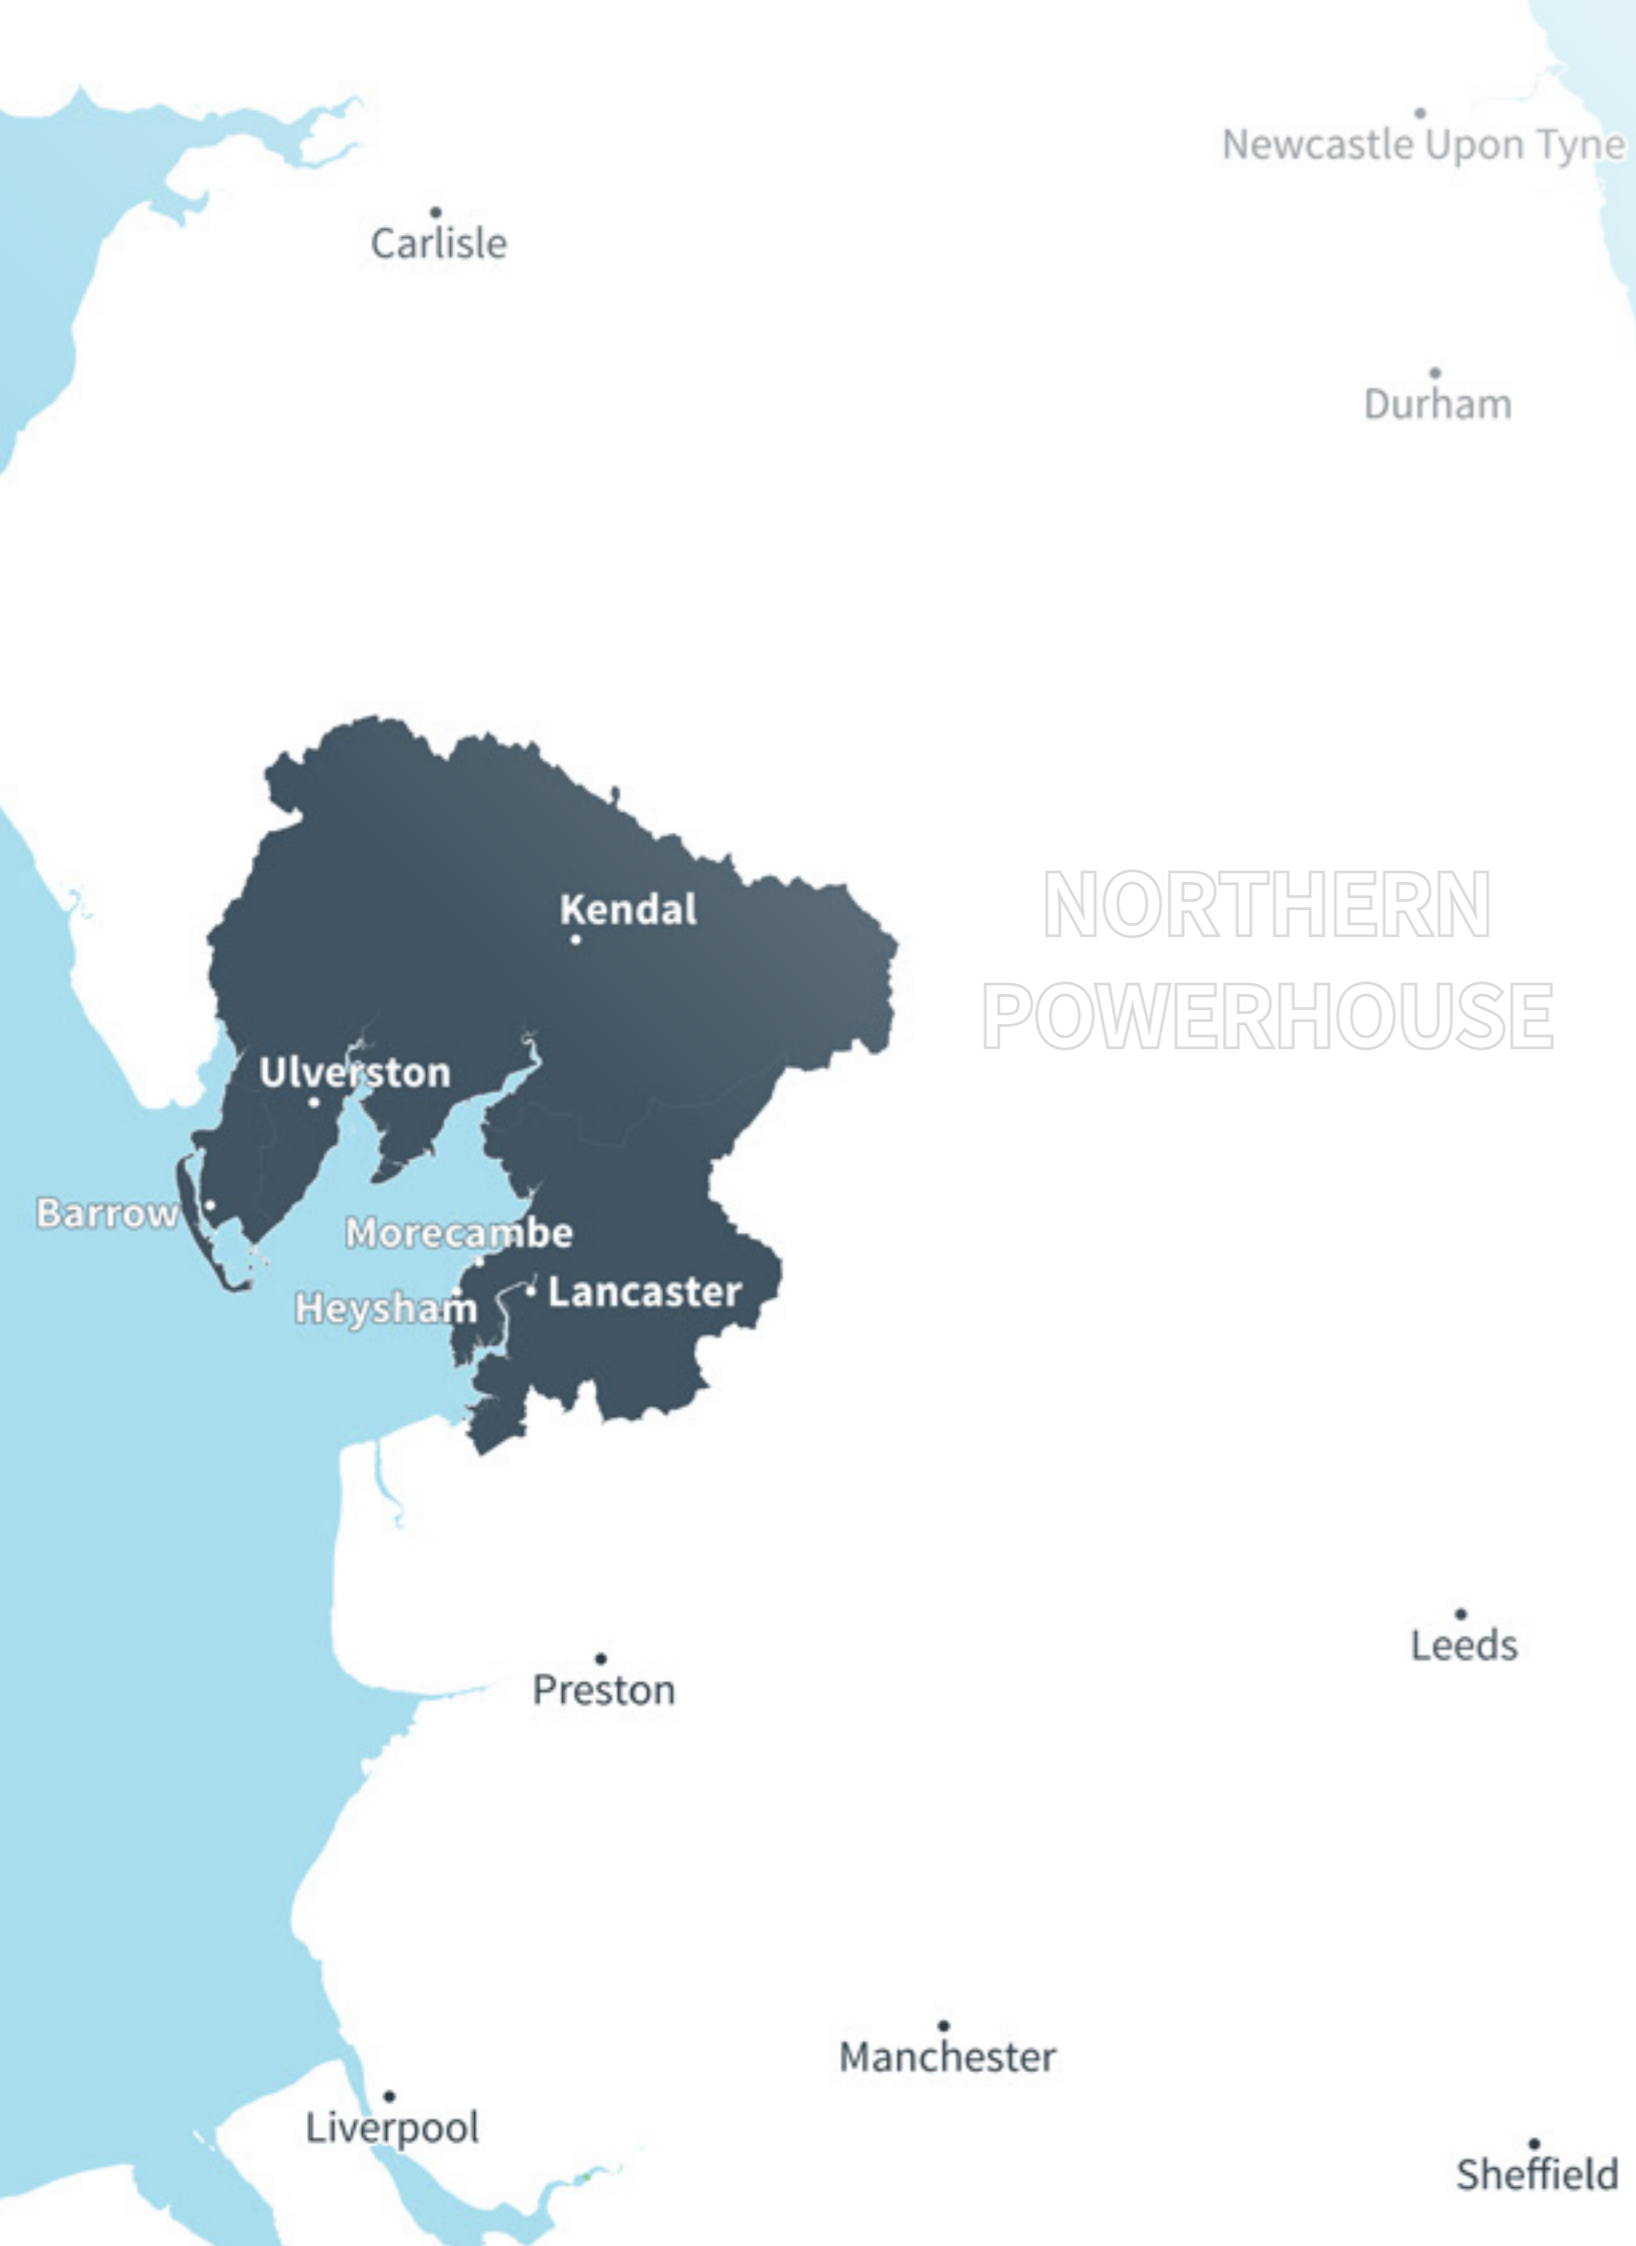 Newcastle Upon Tyne
Carlisle
Durham
Kendal
NORTHERN
POWERHOUSE
Ulverston
Barrow
Morecambe
Lancaster
Heysham
Leeds
Preston
Manchester
Liverpool
Sheffield